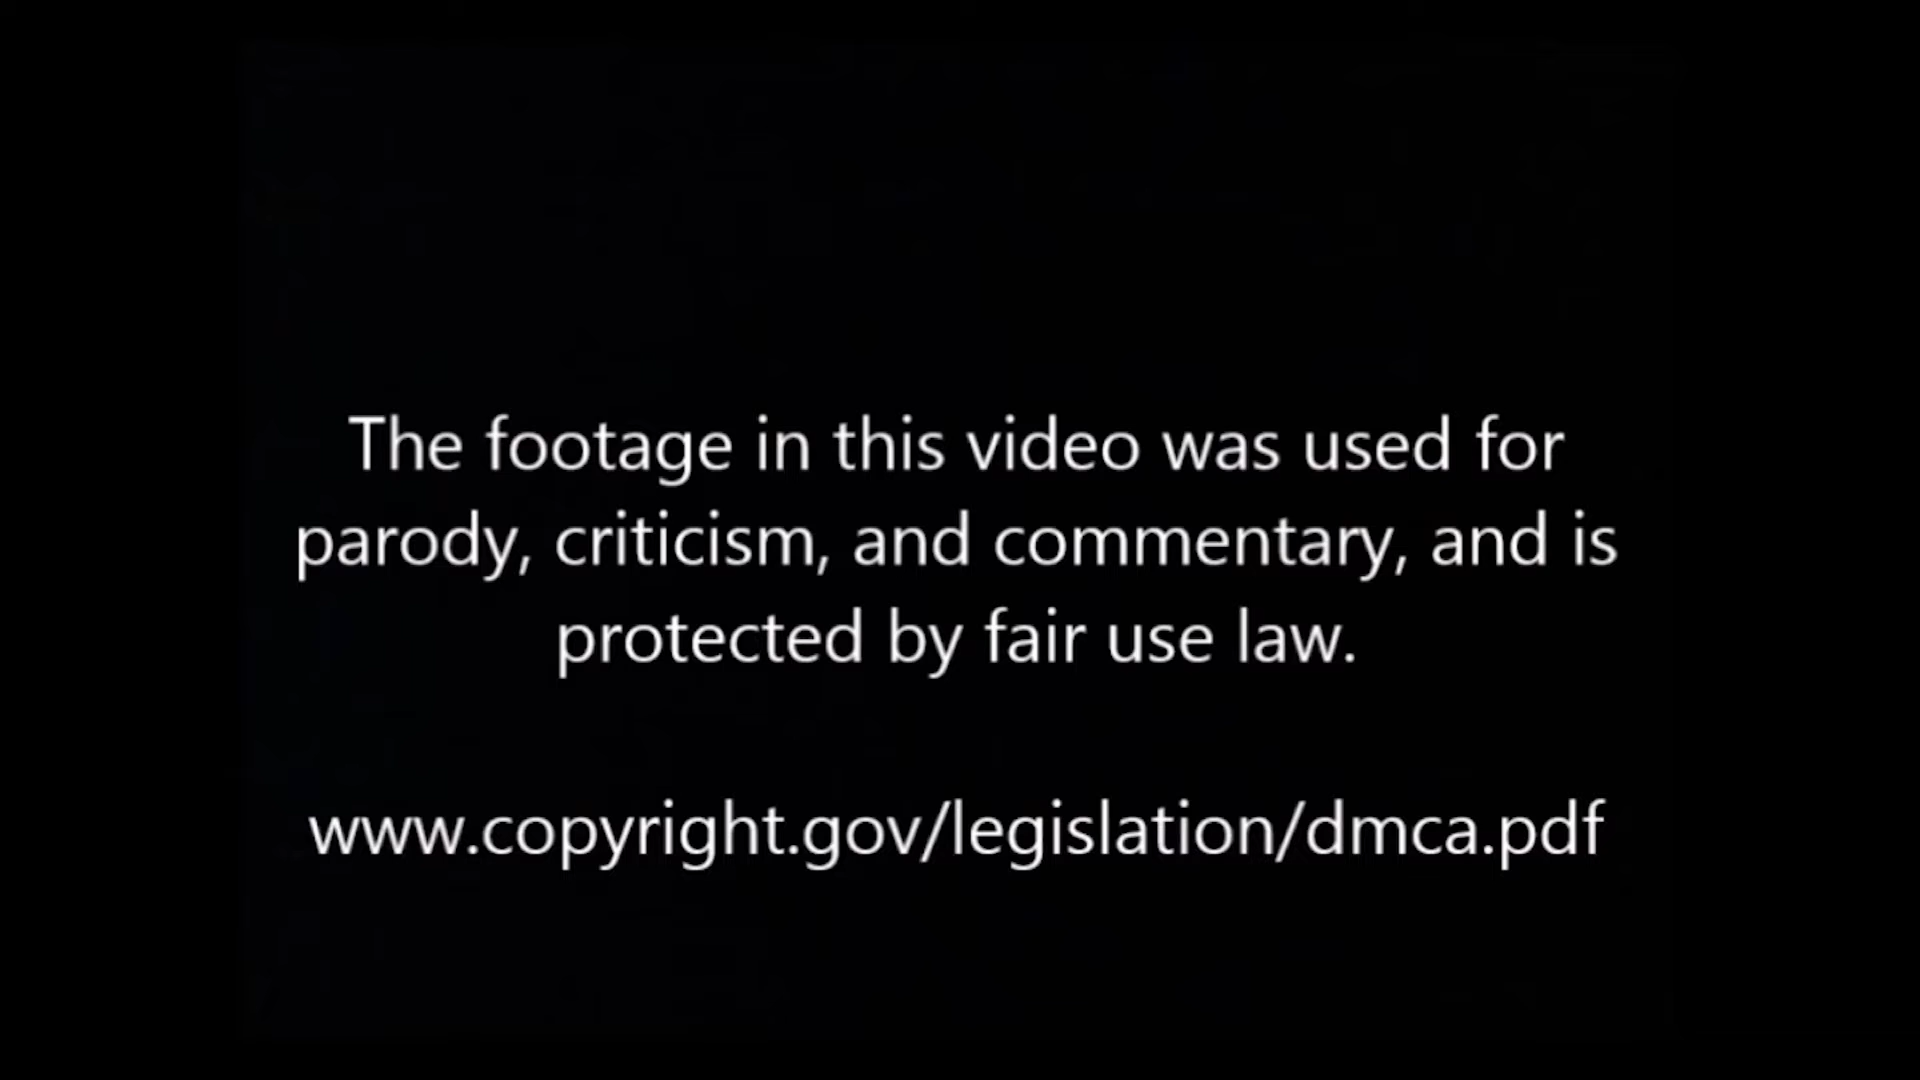 The footage in this video was used for
parody, criticism, and commentary, and is
protected by fair use law.
www.copyright.gov/legislation/dmca.pdf